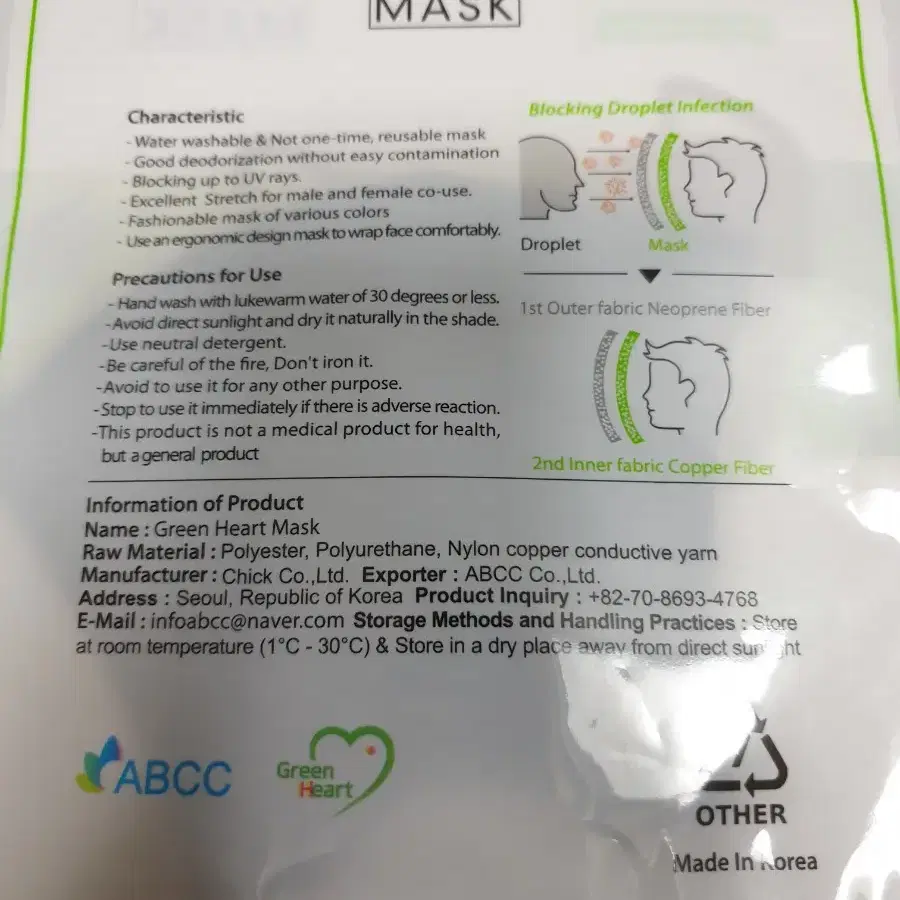 MASK
Characteristic
- Water washable & Not one-time, reusable mask
- Good deodorization without easy contamination
- Blocking up to UV rays.
- Excellent Stretch for male and female co-use.
- Fashionable mask of various colors
- Use an ergonomic design mask to wrap face comfortably.
Precautions for Use
- Hand wash with lukewarm water of 30 degrees or less.
-Avoid direct sunlight and dry it naturally in the shade.
-Use neutral detergent.
-Be careful of the fire, Don't iron it.
-Avoid to use it for any other purpose.
-Stop to use it immediately if there is adverse reaction.
-This product is not a medical product for health,
but a general product
Blocking Droplet Infection
Droplet Mask
1st Outer fabric Neoprene Fiber
2nd Inner fabric Copper Fiber
Information of Product
Name : Green Heart Mask
Raw Material : Polyester, Polyurethane, Nylon copper conductive yarn
Manufacturer : Chick Co.,Ltd. Exporter : ABCC Co.,Ltd.
Address : Seoul, Republic of Korea Product Inquiry : +82-70-8693-4768
E-Mail : infoabcc@naver.com Storage Methods and Handling Practices : Store
at room temperature (1°C - 30°C) & Store in a dry place away from direct
ABCC
Green
Heart
OTHER
Made In Korea